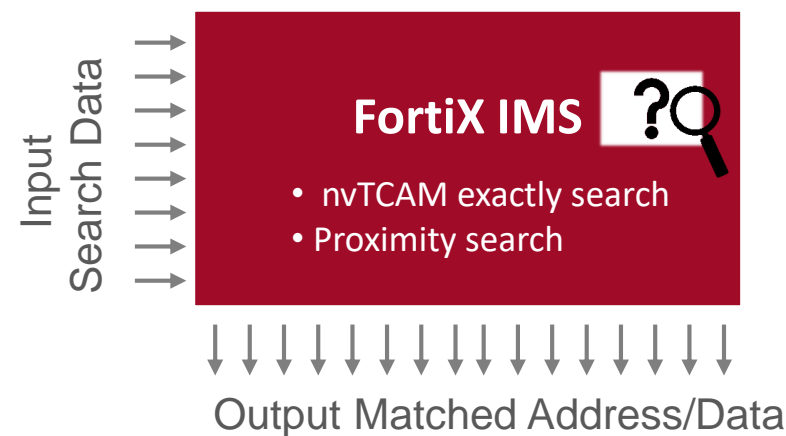 Input
Search Data
FortiX IMS
?
• nvTCAM exactly search
• Proximity search
Output Matched Address/Data